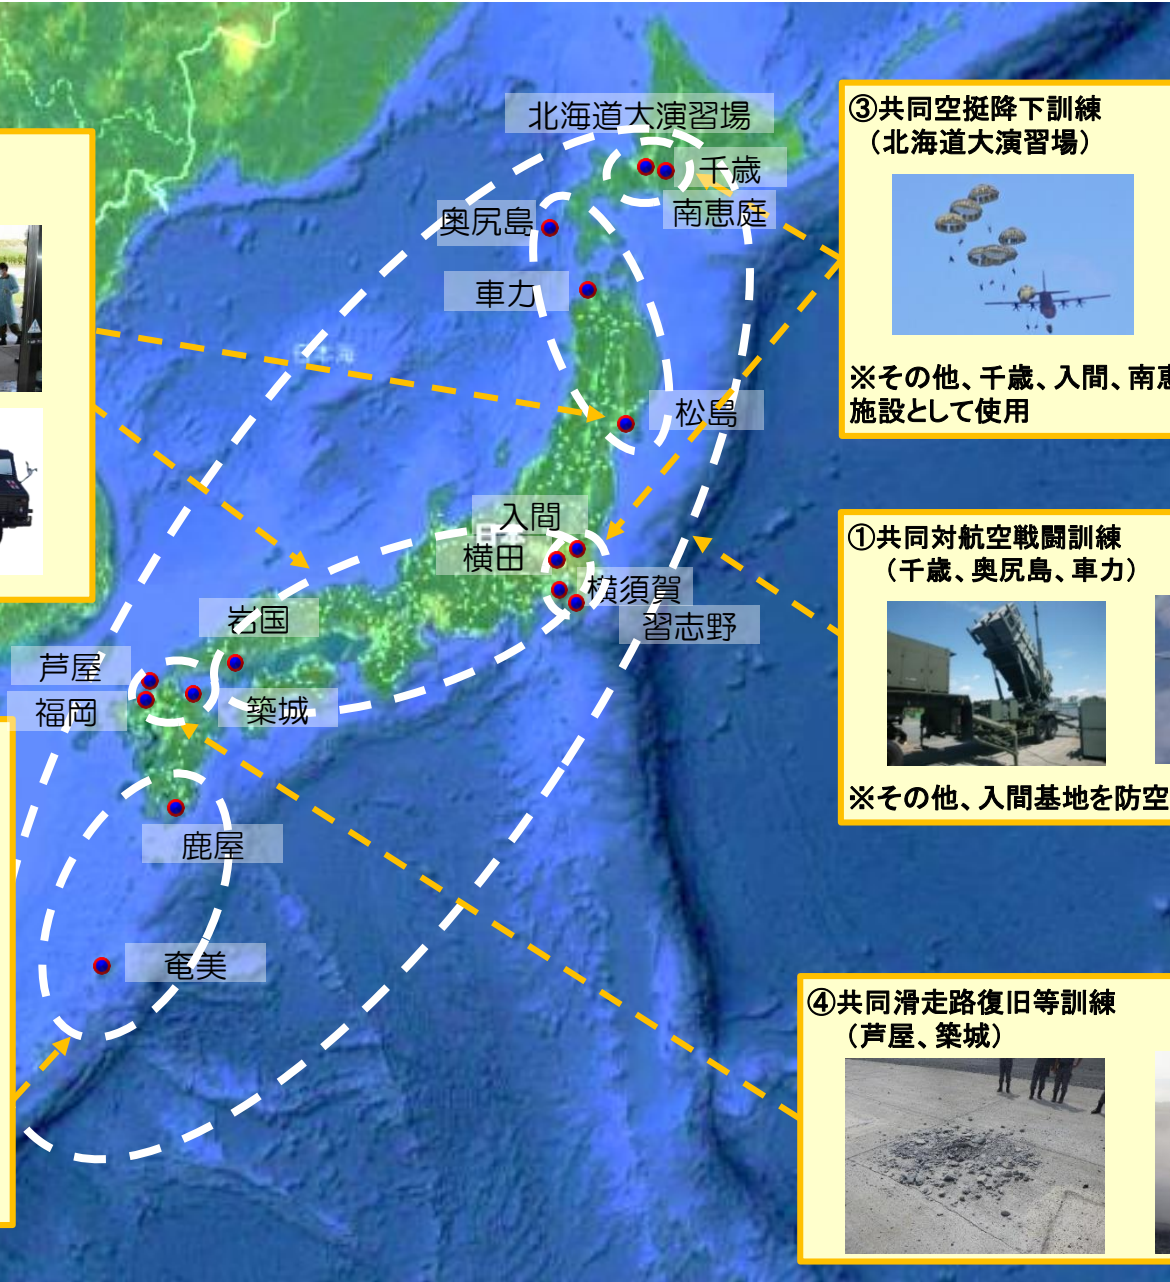 北海道大演習場
千歳
南恵庭
奥尻島
車力
松島
入間
横田
横須賀
習志野
岩国
芦屋
福岡
築城
鹿屋
奄美
③共同空挺降下訓練
（北海道大演習場）
※その他、千歳、入間、南恵
施設として使用
①共同対航空戦闘訓練
（千歳、奥尻島、車力）
※その他、入間基地を防空
④共同滑走路復旧等訓練
（芦屋、築城）